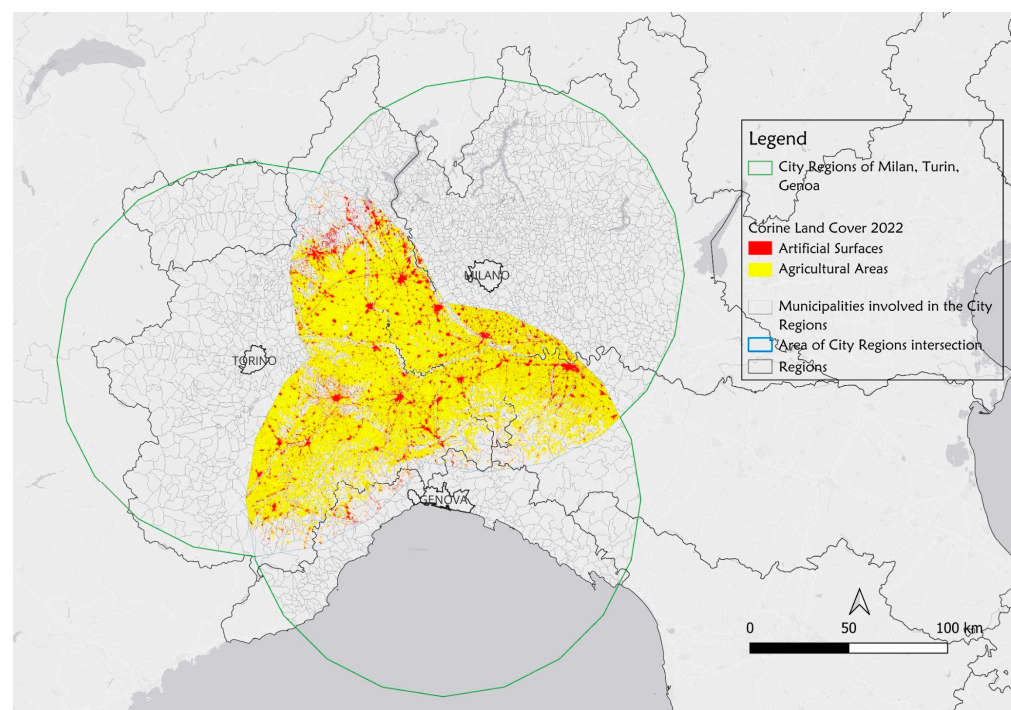 Legend
City Regions of Milan, Turin,
Genoa
Corine Land Cover 2022
Artificial Surfaces
Agricultural Areas
MILANO
Municipalities involved in the City
Regions
Area of City Regions intersection
TORINO
Regions
GENOVA
0 50 100 km